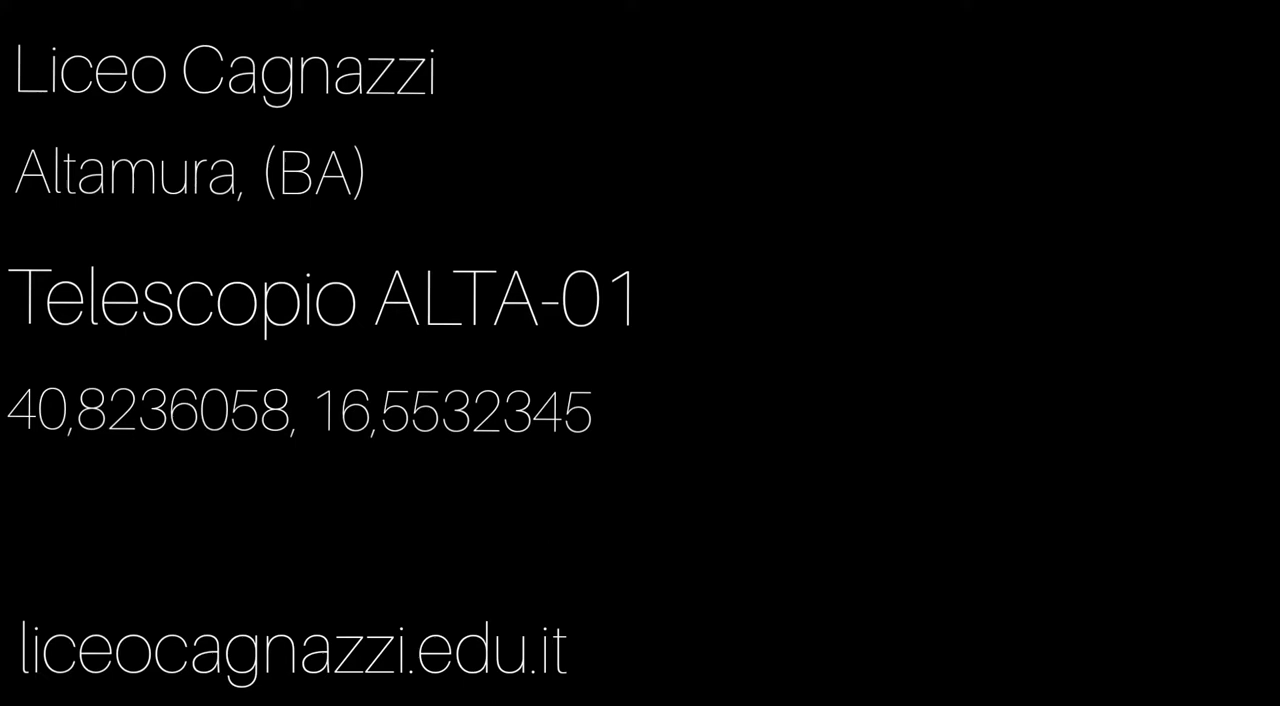 Liceo Cagnazzi
Altamura, (BA)
Telescopio ALTA-01
40,8236058, 16,5532345
liceocagnazzi.edu.it